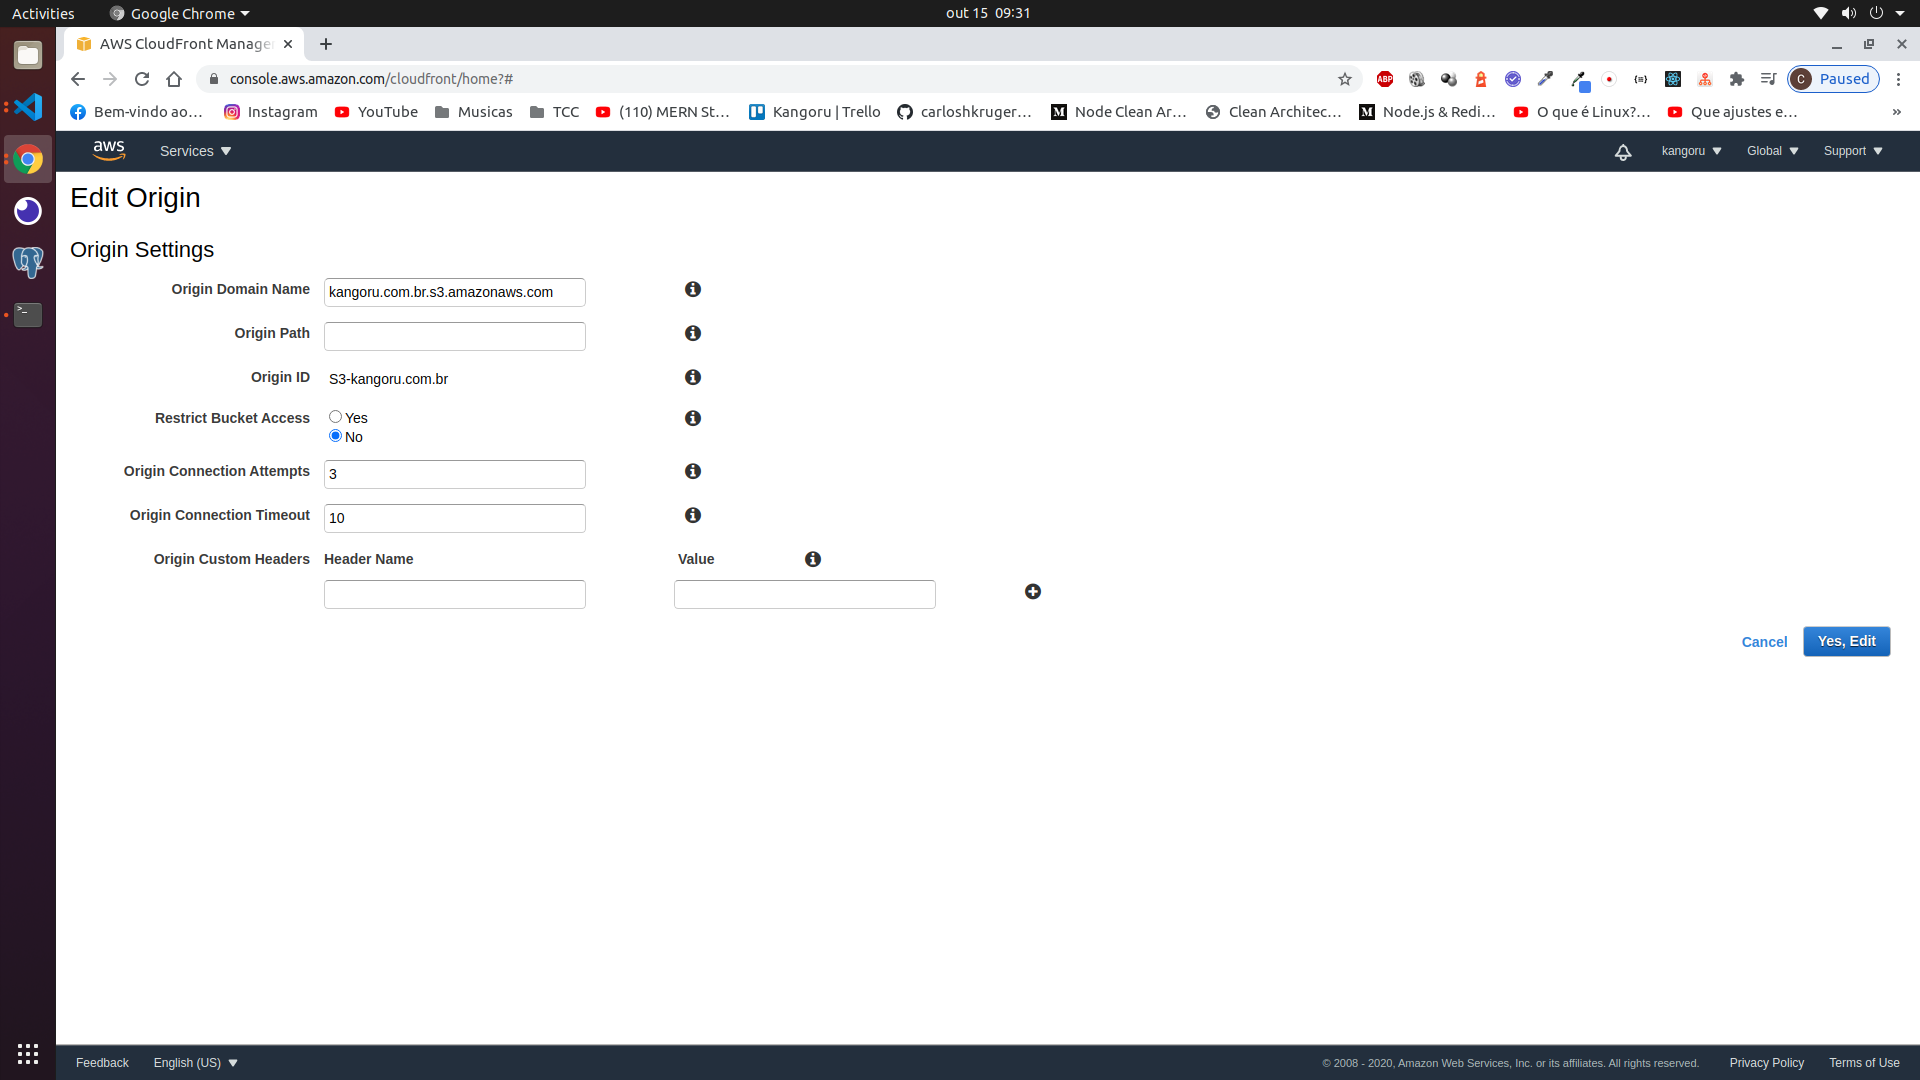 Activities
Google Chrome
out 15 09:31
AWS CloudFront Manage
console.aws.amazon.com/cloudfront/home?#
ABP
C Paused
Bem-vindo ao…
Instagram
YouTube
Musicas
TCC
(110) MERN St…
Kangoru | Trello
carloshkruger…
Node Clean Ar…
Clean Architec…
Node.js & Redi…
O que é Linux?…
Que ajustes e…
»
aws
Services
kangoru
Global
Support
Edit Origin
Origin Settings
Origin Domain Name
kangoru.com.br.s3.amazonaws.com
Origin Path
Origin ID
S3-kangoru.com.br
Restrict Bucket Access
Yes
No
Origin Connection Attempts
3
Origin Connection Timeout
10
Origin Custom Headers
Header Name
Value
Cancel
Yes, Edit
Feedback
English (US)
© 2008 - 2020, Amazon Web Services, Inc. or its affiliates. All rights reserved.
Privacy Policy
Terms of Use